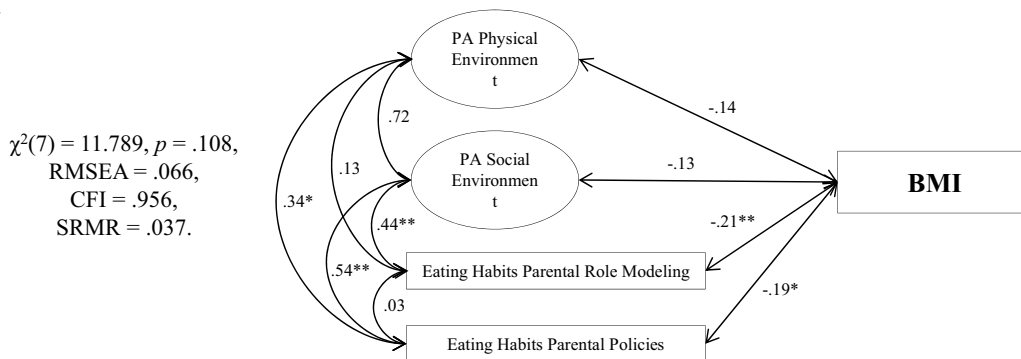 PA Physical
Environmen
t
-.14
.72
χ²(7) = 11.789, p = .108,
RMSEA = .066,
CFI = .956,
SRMR = .037.
.13
PA Social
Environmen
t
-.13
BMI
.34*
.44**
-.21**
.54**
Eating Habits Parental Role Modeling
-.19*
.03
Eating Habits Parental Policies